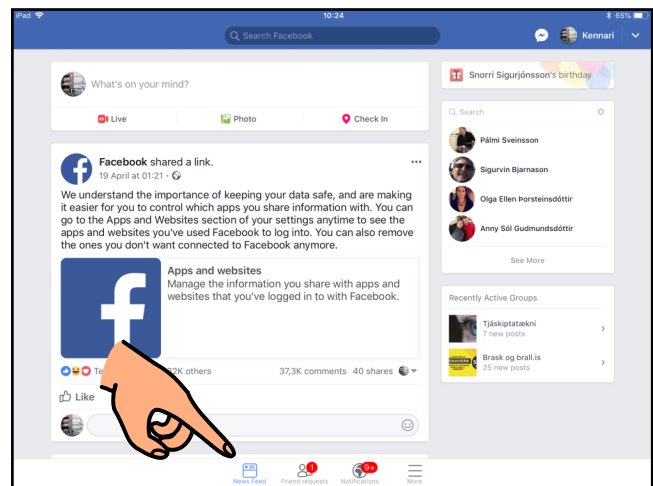 iPad 10:24 65%
Search Facebook
Kennari
What's on your mind?
Live Photo Check In
Facebook shared a link.
19 April at 01:21
We understand the importance of keeping your data safe, and are making
it easier for you to control which apps you share information with. You can
go to the Apps and Websites section of your settings anytime to see the
apps and websites you've used Facebook to log into. You can also remove
the ones you don't want connected to Facebook anymore.
Apps and websites
Manage the information you share with apps and
websites that you've logged in to with Facebook.
others 37,3K comments 40 shares
Like
Snorri Sigurjónsson's birthday
Search
Pálmi Sveinsson
Sigurvin Bjarnason
Olga Ellen Þorsteinsdóttir
Anny Sól Gudmundsdóttir
See More
Recently Active Groups
Tjáskiptatækni
7 new posts
Brask og brall.is
25 new posts
1 9+
News Feed Friend requests Notifications More